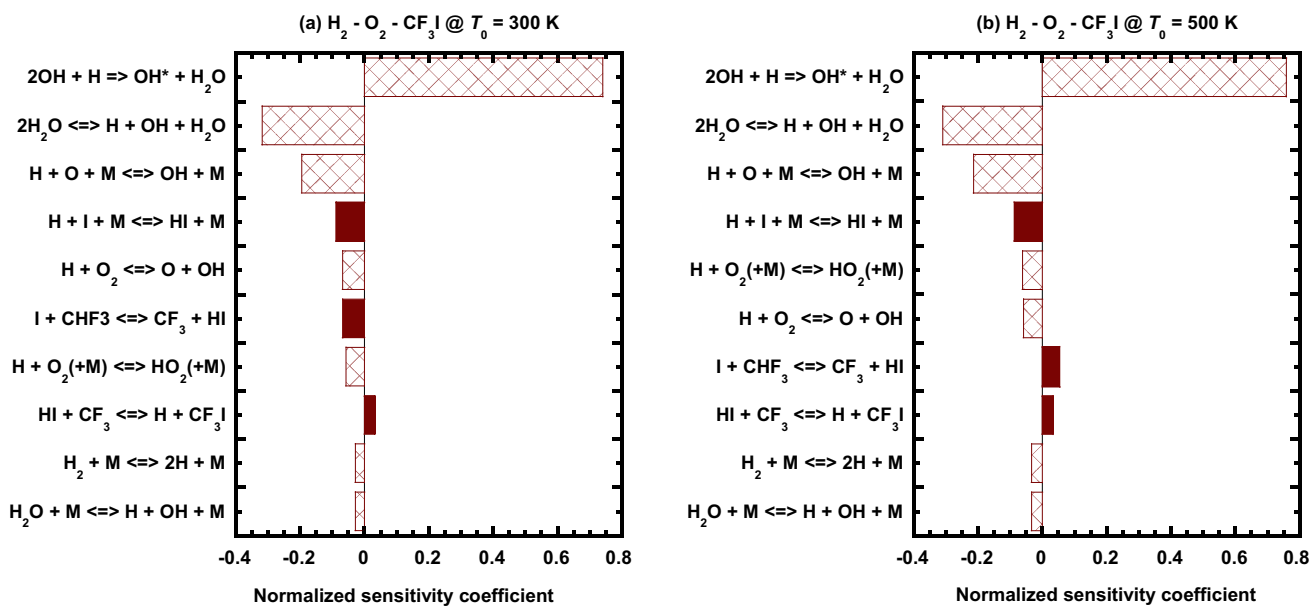 (a) H₂ - O₂ - CF₃I @ T₀ = 300 K
2OH + H => OH* + H₂O
2H₂O <=> H + OH + H₂O
H + O + M <=> OH + M
H + I + M <=> HI + M
H + O₂ <=> O + OH
I + CHF3 <=> CF₃ + HI
H + O₂(+M) <=> HO₂(+M)
HI + CF₃ <=> H + CF₃I
H₂ + M <=> 2H + M
H₂O + M <=> H + OH + M
-0.4 -0.2 0 0.2 0.4 0.6 0.8
Normalized sensitivity coefficient
(b) H₂ - O₂ - CF₃I @ T₀ = 500 K
2OH + H => OH* + H₂O
2H₂O <=> H + OH + H₂O
H + O + M <=> OH + M
H + I + M <=> HI + M
H + O₂(+M) <=> HO₂(+M)
H + O₂ <=> O + OH
I + CHF₃ <=> CF₃ + HI
HI + CF₃ <=> H + CF₃I
H₂ + M <=> 2H + M
H₂O + M <=> H + OH + M
-0.4 -0.2 0 0.2 0.4 0.6 0.8
Normalized sensitivity coefficient